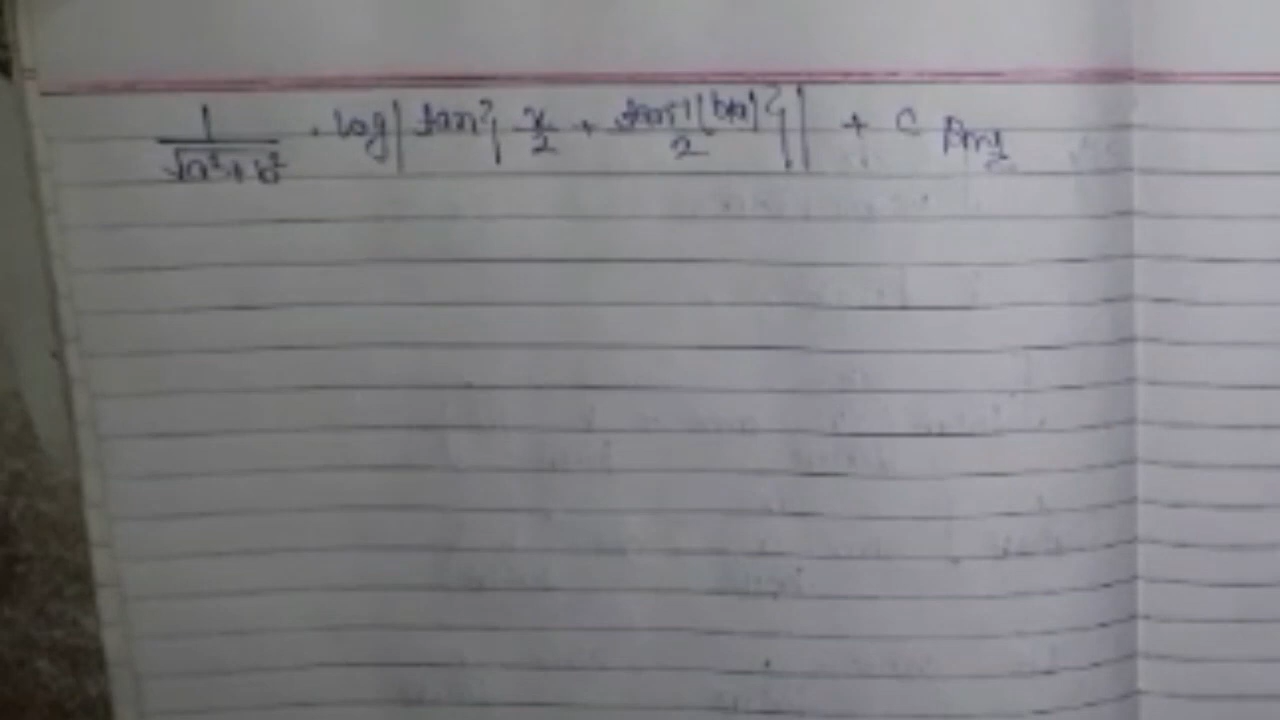 1/√(a²+b²) · log|tan{x/2 + tan⁻¹(b/a)/2}| + C Ans